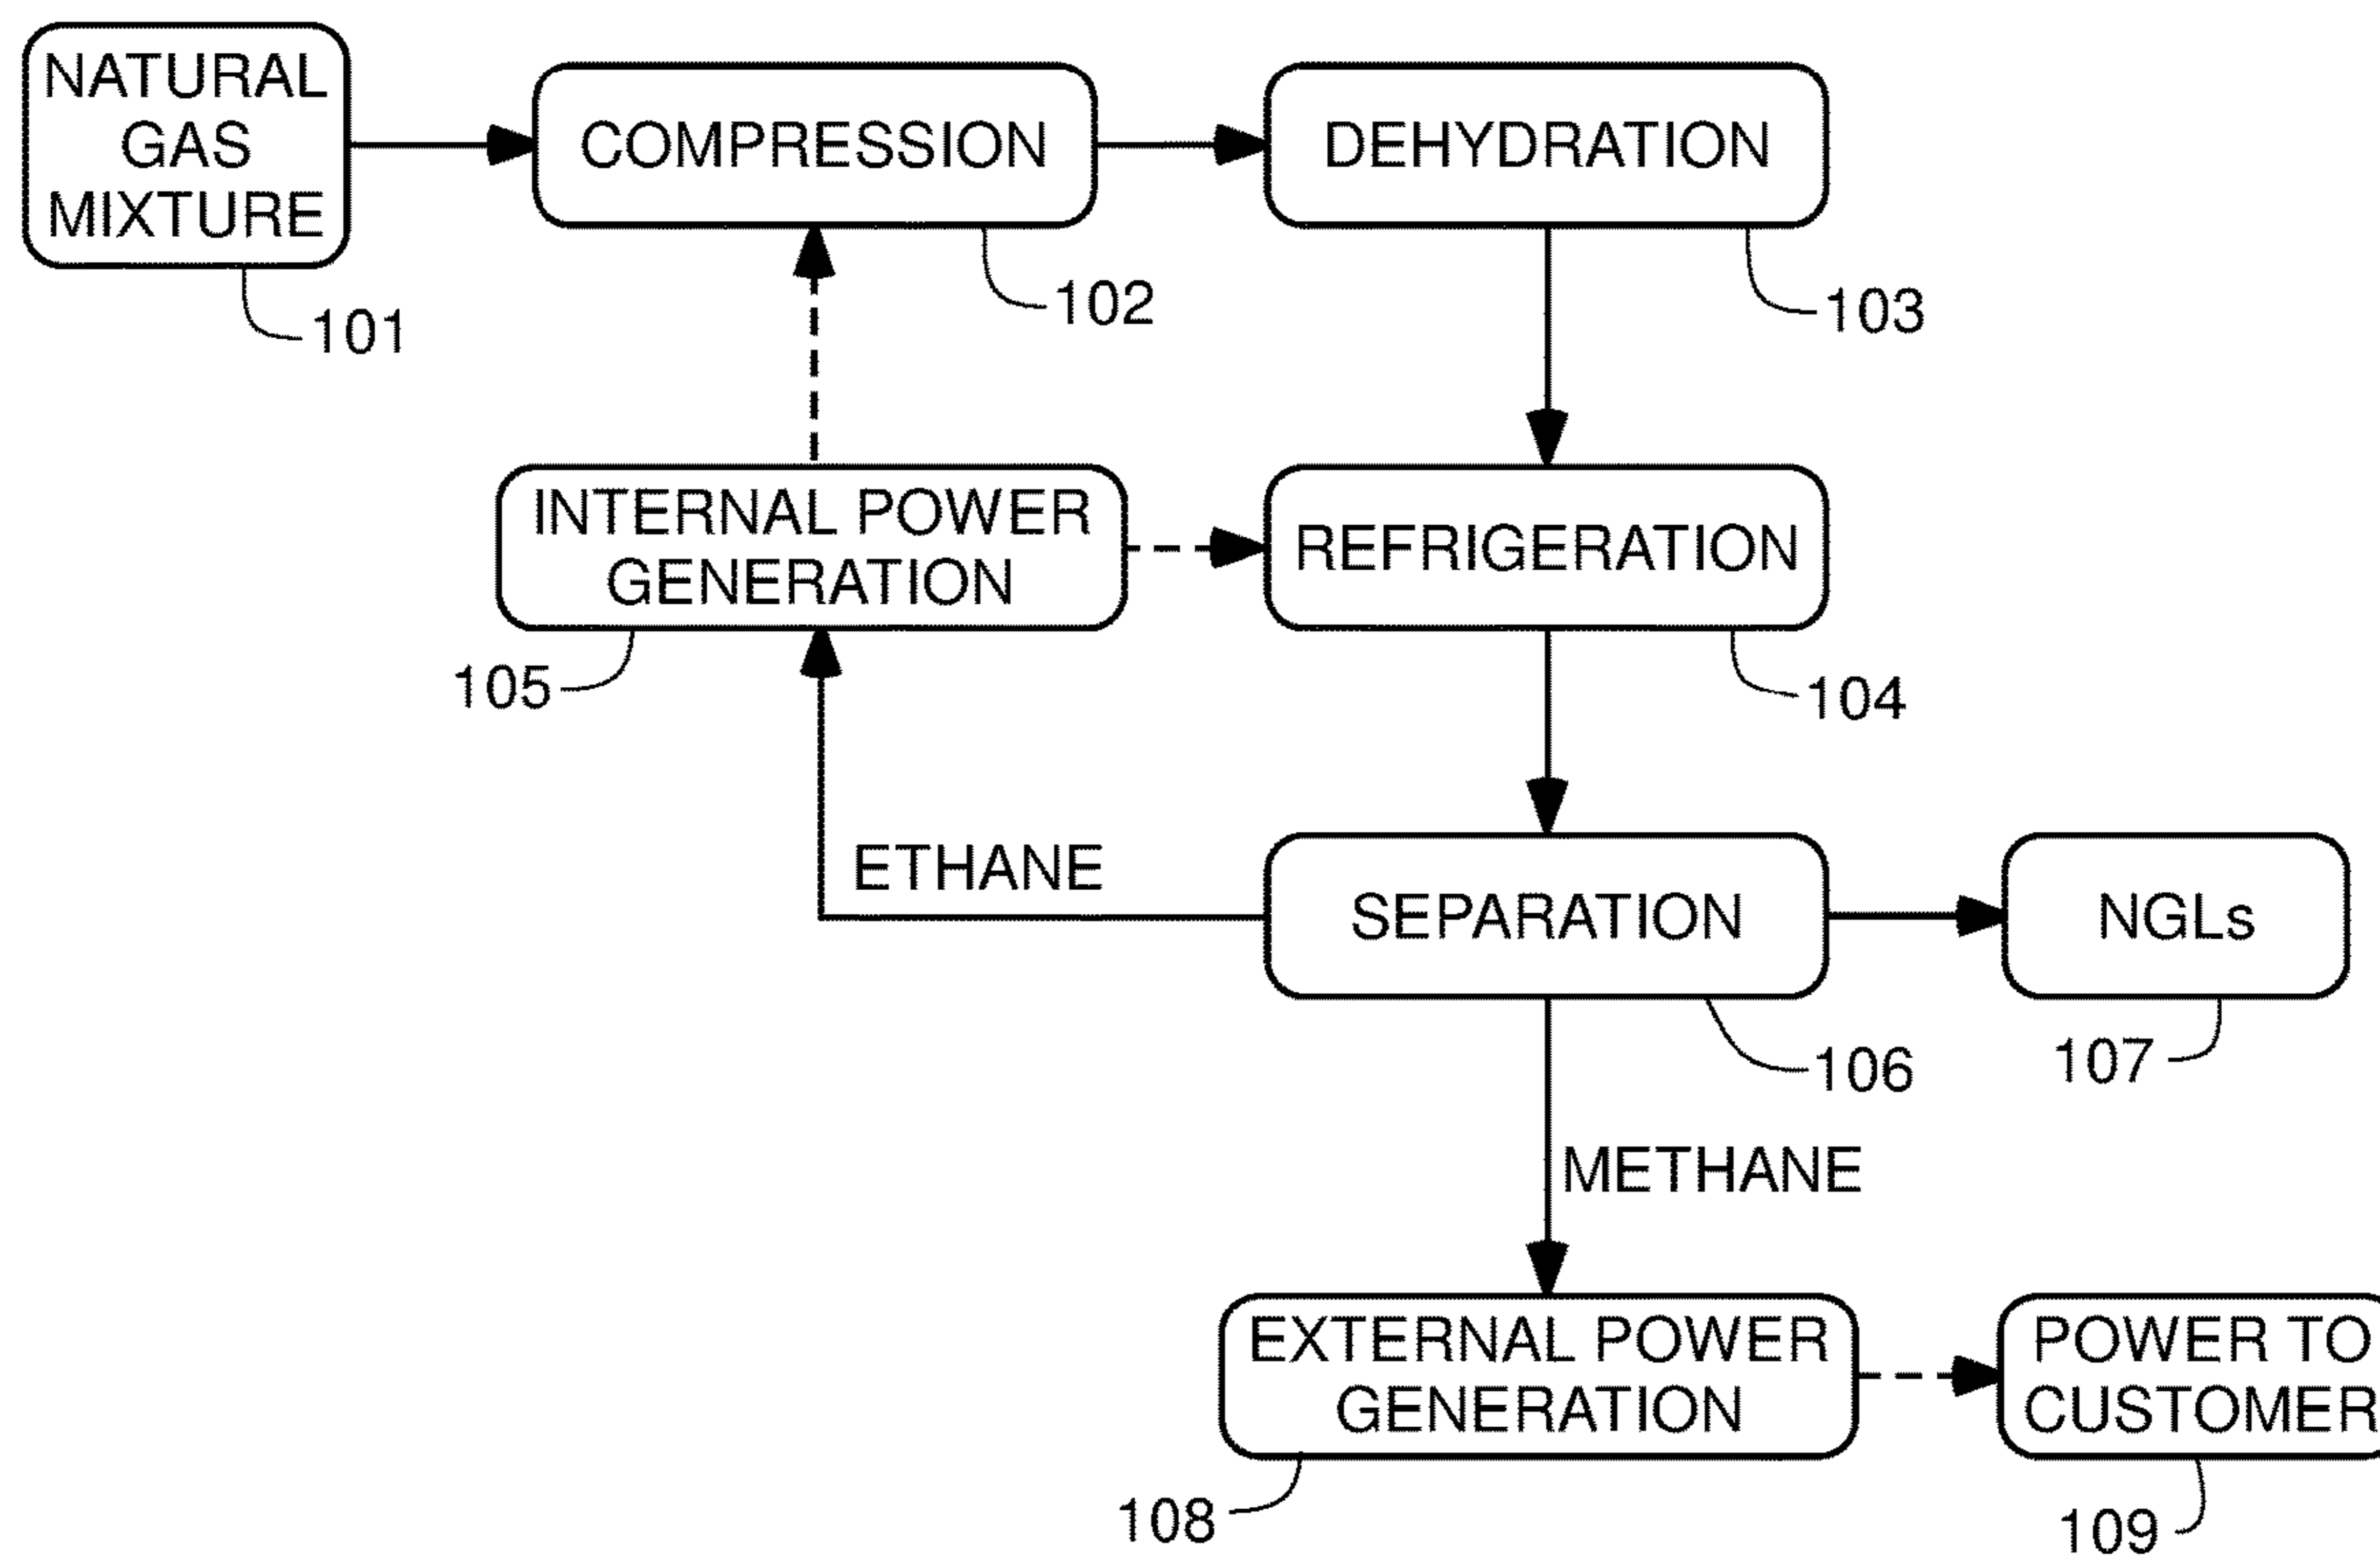 NATURAL
GAS
MIXTURE
COMPRESSION
DEHYDRATION
101
102
103
INTERNAL POWER
GENERATION
REFRIGERATION
105
104
ETHANE
SEPARATION
NGLs
106
107
METHANE
EXTERNAL POWER
GENERATION
POWER TO
CUSTOMER
108
109